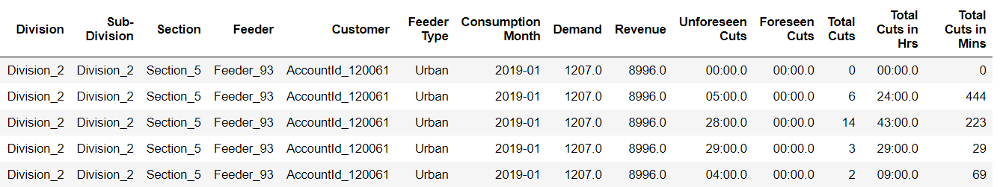 Division Sub-Division Section Feeder Customer Feeder Type Consumption Month Demand Revenue Unforeseen Cuts Foreseen Cuts Total Cuts Total Cuts in Hrs Total Cuts in Mins
Division_2 Division_2 Section_5 Feeder_93 AccountId_120061 Urban 2019-01 1207.0 8996.0 00:00.0 00:00.0 0 00:00.0 0
Division_2 Division_2 Section_5 Feeder_93 AccountId_120061 Urban 2019-01 1207.0 8996.0 05:00.0 00:00.0 6 24:00.0 444
Division_2 Division_2 Section_5 Feeder_93 AccountId_120061 Urban 2019-01 1207.0 8996.0 28:00.0 00:00.0 14 43:00.0 223
Division_2 Division_2 Section_5 Feeder_93 AccountId_120061 Urban 2019-01 1207.0 8996.0 29:00.0 00:00.0 3 29:00.0 29
Division_2 Division_2 Section_5 Feeder_93 AccountId_120061 Urban 2019-01 1207.0 8996.0 04:00.0 00:00.0 2 09:00.0 69